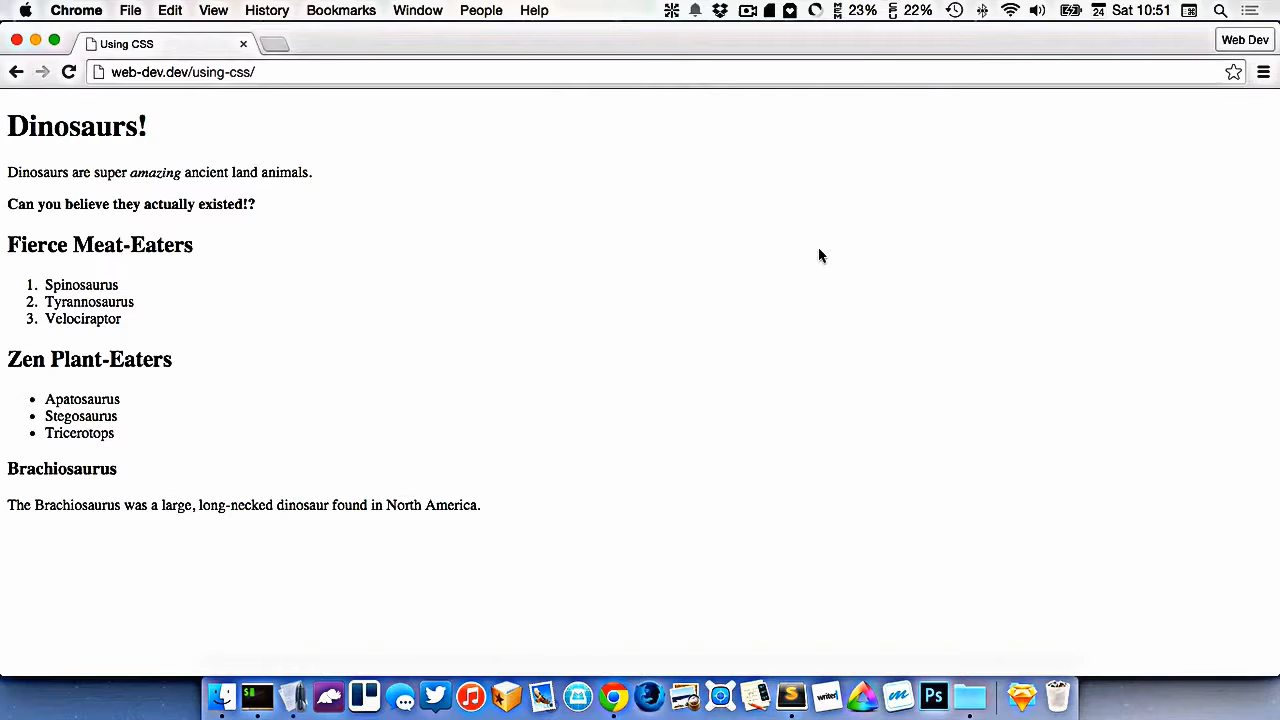 Chrome File Edit View History Bookmarks Window People Help 23% 22% 24 Sat 10:51
Using CSS
Web Dev
web-dev.dev/using-css/
Dinosaurs!
Dinosaurs are super amazing ancient land animals.
Can you believe they actually existed!?
Fierce Meat-Eaters
1. Spinosaurus
2. Tyrannosaurus
3. Velociraptor
Zen Plant-Eaters
• Apatosaurus
• Stegosaurus
• Tricerotops
Brachiosaurus
The Brachiosaurus was a large, long-necked dinosaur found in North America.
writer Ps